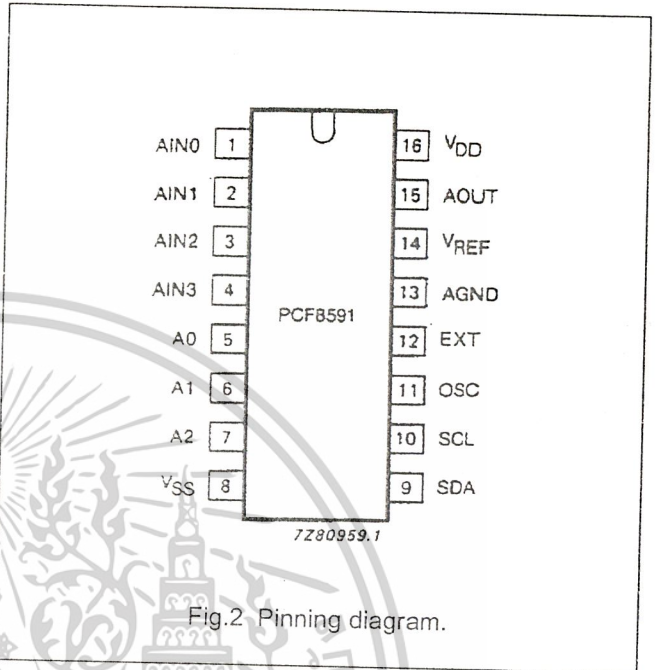 AIN0 1 16 VDD
AIN1 2 15 AOUT
AIN2 3 14 VREF
AIN3 4 13 AGND
PCF8591
A0 5 12 EXT
A1 6 11 OSC
A2 7 10 SCL
VSS 8 9 SDA
7Z80959.1
Fig.2 Pinning diagram.